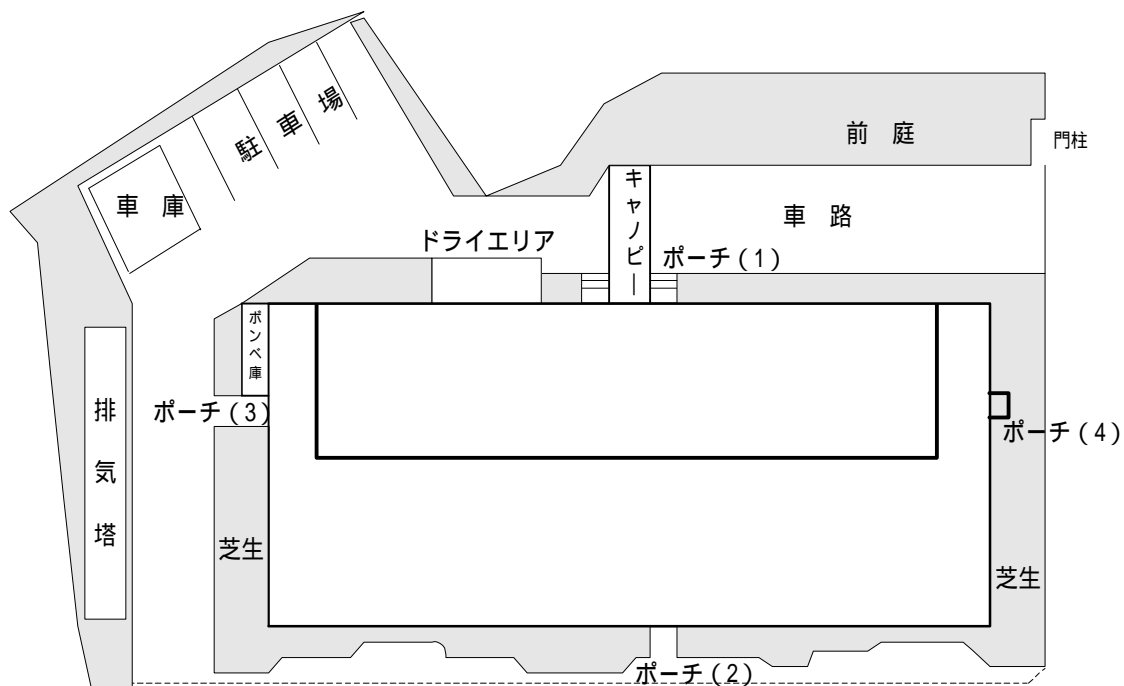 駐車場
前 庭
門柱
車 庫
キャノピー
車 路
ドライエリア
ポーチ(1)
ボンベ庫
排気塔
ポーチ(3)
ポーチ(4)
芝生
芝生
ポーチ(2)